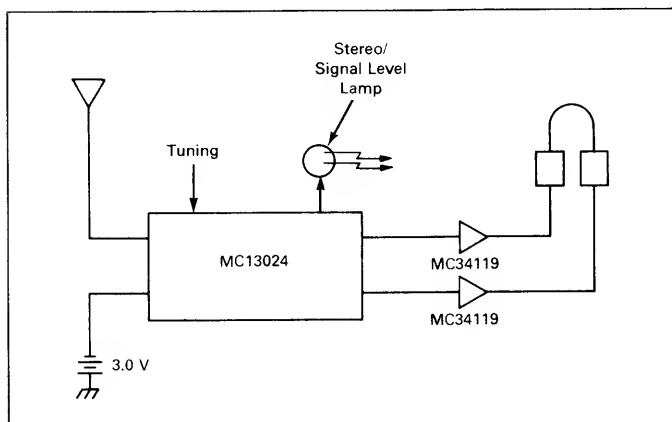 Stereo/
Signal Level
Lamp
Tuning
MC13024
MC34119
MC34119
3.0 V